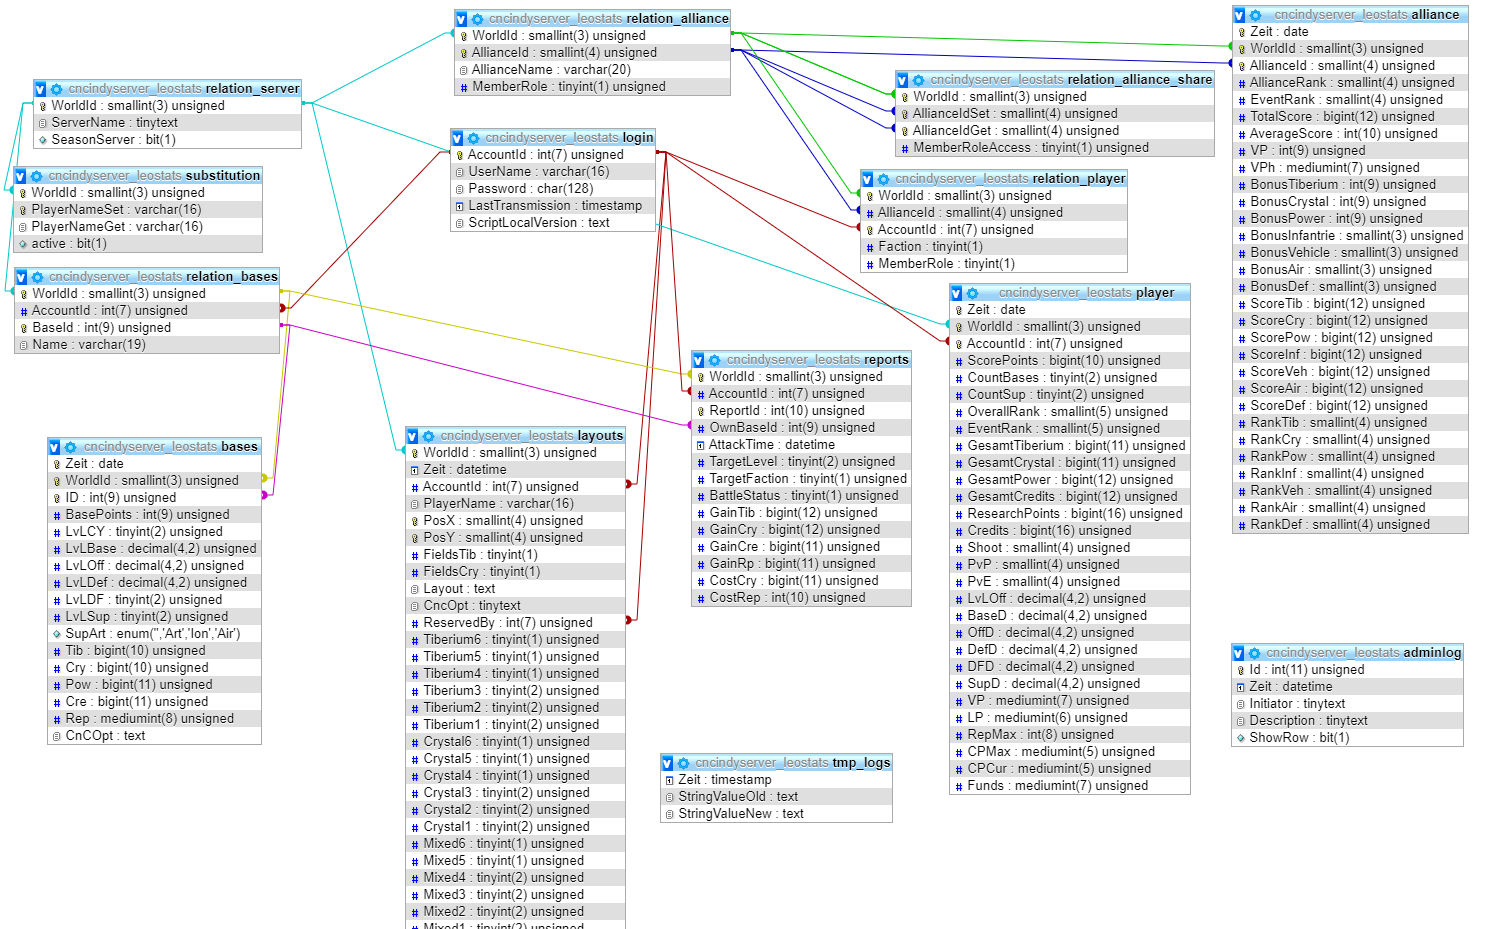 cncindyserver_leostats relation_alliance
WorldId : smallint(3) unsigned
AllianceId : smallint(4) unsigned
AllianceName : varchar(20)
MemberRole : tinyint(1) unsigned
cncindyserver_leostats alliance
Zeit : date
WorldId : smallint(3) unsigned
AllianceId : smallint(4) unsigned
AllianceRank : smallint(4) unsigned
EventRank : smallint(4) unsigned
TotalScore : bigint(12) unsigned
AverageScore : int(10) unsigned
VP : int(9) unsigned
VPh : mediumint(7) unsigned
BonusTiberium : int(9) unsigned
BonusCrystal : int(9) unsigned
BonusPower : int(9) unsigned
BonusInfantrie : smallint(3) unsigned
BonusVehicle : smallint(3) unsigned
BonusAir : smallint(3) unsigned
BonusDef : smallint(3) unsigned
ScoreTib : bigint(12) unsigned
ScoreCry : bigint(12) unsigned
ScorePow : bigint(12) unsigned
ScoreInf : bigint(12) unsigned
ScoreVeh : bigint(12) unsigned
ScoreAir : bigint(12) unsigned
ScoreDef : bigint(12) unsigned
RankTib : smallint(4) unsigned
RankCry : smallint(4) unsigned
RankPow : smallint(4) unsigned
RankInf : smallint(4) unsigned
RankVeh : smallint(4) unsigned
RankAir : smallint(4) unsigned
RankDef : smallint(4) unsigned
cncindyserver_leostats relation_server
WorldId : smallint(3) unsigned
ServerName : tinytext
SeasonServer : bit(1)
cncindyserver_leostats relation_alliance_share
WorldId : smallint(3) unsigned
AllianceIdSet : smallint(4) unsigned
AllianceIdGet : smallint(4) unsigned
MemberRoleAccess : tinyint(1) unsigned
cncindyserver_leostats login
AccountId : int(7) unsigned
UserName : varchar(16)
Password : char(128)
LastTransmission : timestamp
ScriptLocalVersion : text
cncindyserver_leostats substitution
WorldId : smallint(3) unsigned
PlayerNameSet : varchar(16)
PlayerNameGet : varchar(16)
active : bit(1)
cncindyserver_leostats relation_player
WorldId : smallint(3) unsigned
AllianceId : smallint(4) unsigned
AccountId : int(7) unsigned
Faction : tinyint(1)
MemberRole : tinyint(1)
cncindyserver_leostats relation_bases
WorldId : smallint(3) unsigned
AccountId : int(7) unsigned
BaseId : int(9) unsigned
Name : varchar(19)
cncindyserver_leostats player
Zeit : date
WorldId : smallint(3) unsigned
AccountId : int(7) unsigned
ScorePoints : bigint(10) unsigned
CountBases : tinyint(2) unsigned
CountSup : tinyint(2) unsigned
OverallRank : smallint(5) unsigned
EventRank : smallint(5) unsigned
GesamtTiberium : bigint(11) unsigned
GesamtCrystal : bigint(11) unsigned
GesamtPower : bigint(12) unsigned
GesamtCredits : bigint(12) unsigned
ResearchPoints : bigint(16) unsigned
Credits : bigint(16) unsigned
Shoot : smallint(4) unsigned
PvP : smallint(4) unsigned
PvE : smallint(4) unsigned
LvLOff : decimal(4,2) unsigned
BaseD : decimal(4,2) unsigned
OffD : decimal(4,2) unsigned
DefD : decimal(4,2) unsigned
DFD : decimal(4,2) unsigned
SupD : decimal(4,2) unsigned
VP : mediumint(7) unsigned
LP : mediumint(6) unsigned
RepMax : int(8) unsigned
CPMax : mediumint(5) unsigned
CPCur : mediumint(5) unsigned
Funds : mediumint(7) unsigned
cncindyserver_leostats reports
WorldId : smallint(3) unsigned
AccountId : int(7) unsigned
ReportId : int(10) unsigned
OwnBaseId : int(9) unsigned
AttackTime : datetime
TargetLevel : tinyint(2) unsigned
TargetFaction : tinyint(1) unsigned
BattleStatus : tinyint(1) unsigned
GainTib : bigint(12) unsigned
GainCry : bigint(12) unsigned
GainCre : bigint(11) unsigned
GainRp : bigint(11) unsigned
CostCry : bigint(11) unsigned
CostRep : int(10) unsigned
cncindyserver_leostats bases
Zeit : date
WorldId : smallint(3) unsigned
ID : int(9) unsigned
BasePoints : int(9) unsigned
LvLCY : tinyint(2) unsigned
LvLBase : decimal(4,2) unsigned
LvLOff : decimal(4,2) unsigned
LvLDef : decimal(4,2) unsigned
LvLDF : tinyint(2) unsigned
LvLSup : tinyint(2) unsigned
SupArt : enum('','Art','Ion','Air')
Tib : bigint(10) unsigned
Cry : bigint(10) unsigned
Pow : bigint(11) unsigned
Cre : bigint(11) unsigned
Rep : mediumint(8) unsigned
CnCOpt : text
cncindyserver_leostats layouts
WorldId : smallint(3) unsigned
Zeit : datetime
AccountId : int(7) unsigned
PlayerName : varchar(16)
PosX : smallint(4) unsigned
PosY : smallint(4) unsigned
FieldsTib : tinyint(1)
FieldsCry : tinyint(1)
Layout : text
CncOpt : tinytext
ReservedBy : int(7) unsigned
Tiberium6 : tinyint(1) unsigned
Tiberium5 : tinyint(1) unsigned
Tiberium4 : tinyint(1) unsigned
Tiberium3 : tinyint(2) unsigned
Tiberium2 : tinyint(2) unsigned
Tiberium1 : tinyint(2) unsigned
Crystal6 : tinyint(1) unsigned
Crystal5 : tinyint(1) unsigned
Crystal4 : tinyint(1) unsigned
Crystal3 : tinyint(2) unsigned
Crystal2 : tinyint(2) unsigned
Crystal1 : tinyint(2) unsigned
Mixed6 : tinyint(1) unsigned
Mixed5 : tinyint(1) unsigned
Mixed4 : tinyint(2) unsigned
Mixed3 : tinyint(2) unsigned
Mixed2 : tinyint(2) unsigned
Mixed1 : tinyint(2) unsigned
cncindyserver_leostats adminlog
Id : int(11) unsigned
Zeit : datetime
Initiator : tinytext
Description : tinytext
ShowRow : bit(1)
cncindyserver_leostats tmp_logs
Zeit : timestamp
StringValueOld : text
StringValueNew : text